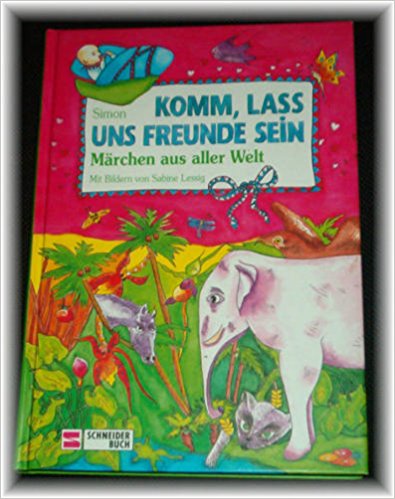 Simon
KOMM, LASS
UNS FREUNDE SEIN
Märchen aus aller Welt
Mit Bildern von Sabine Lessig
SCHNEIDER
BUCH